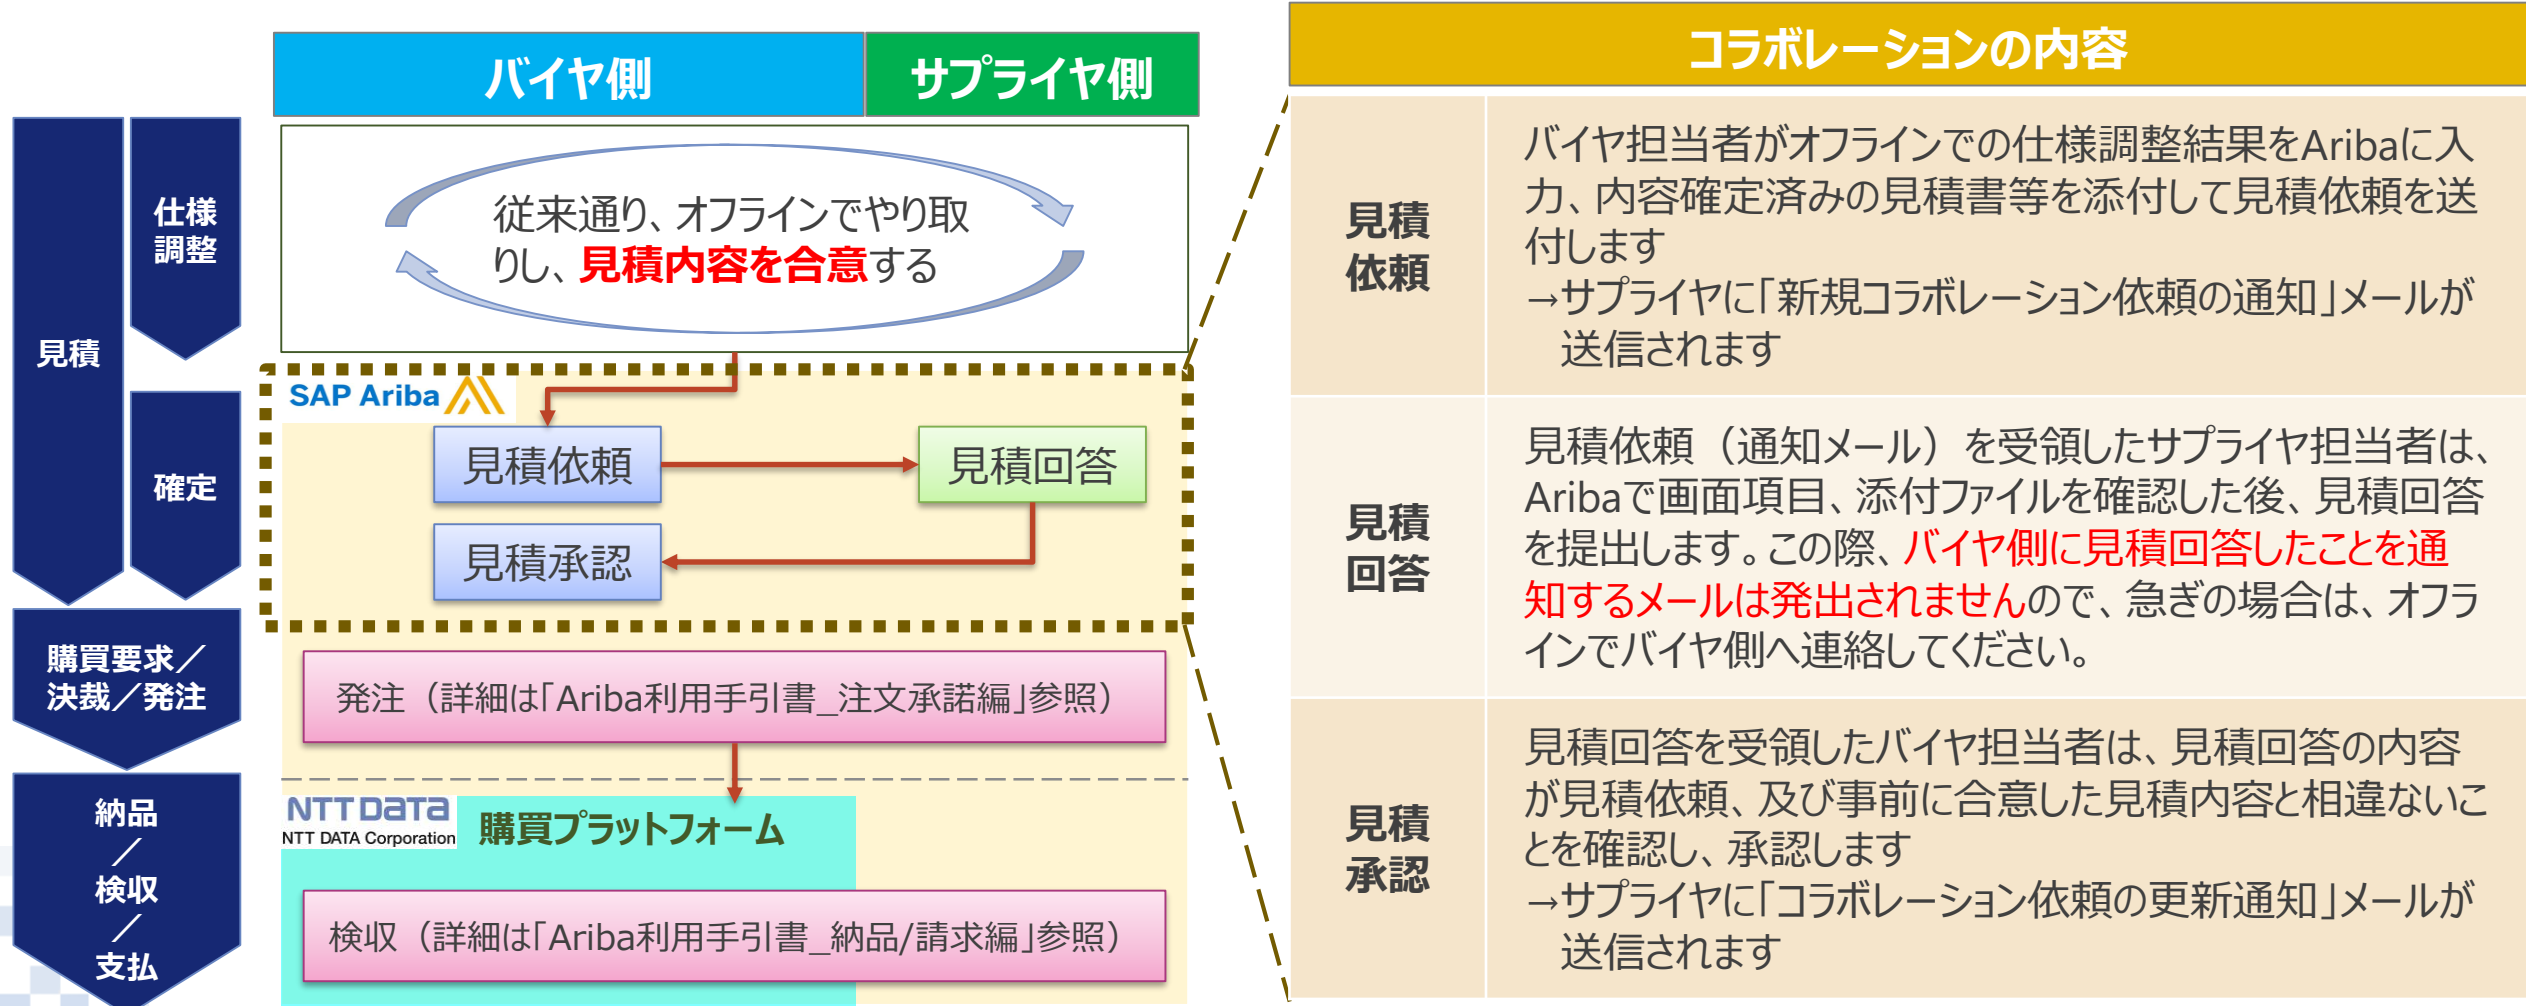 バイヤ側
サプライヤ側
見積
仕様
調整
確定
従来通り、オフラインでやり取
りし、見積内容を合意する
SAP Ariba
見積依頼
見積回答
見積承認
購買要求／
決裁／発注
発注（詳細は「Ariba利用手引書_注文承諾編」参照）
納品
／
検収
／
支払
NTT DATA
NTT DATA Corporation
購買プラットフォーム
検収（詳細は「Ariba利用手引書_納品/請求編」参照）
コラボレーションの内容
見積
依頼
バイヤ担当者がオフラインでの仕様調整結果をAribaに入
力、内容確定済みの見積書等を添付して見積依頼を送
付します
→サプライヤに「新規コラボレーション依頼の通知」メールが
送信されます
見積
回答
見積依頼（通知メール）を受領したサプライヤ担当者は、
Aribaで画面項目、添付ファイルを確認した後、見積回答
を提出します。この際、バイヤ側に見積回答したことを通
知するメールは発出されませんので、急ぎの場合は、オフラ
インでバイヤ側へ連絡してください。
見積
承認
見積回答を受領したバイヤ担当者は、見積回答の内容
が見積依頼、及び事前に合意した見積内容と相違ないこ
とを確認し、承認します
→サプライヤに「コラボレーション依頼の更新通知」メールが
送信されます